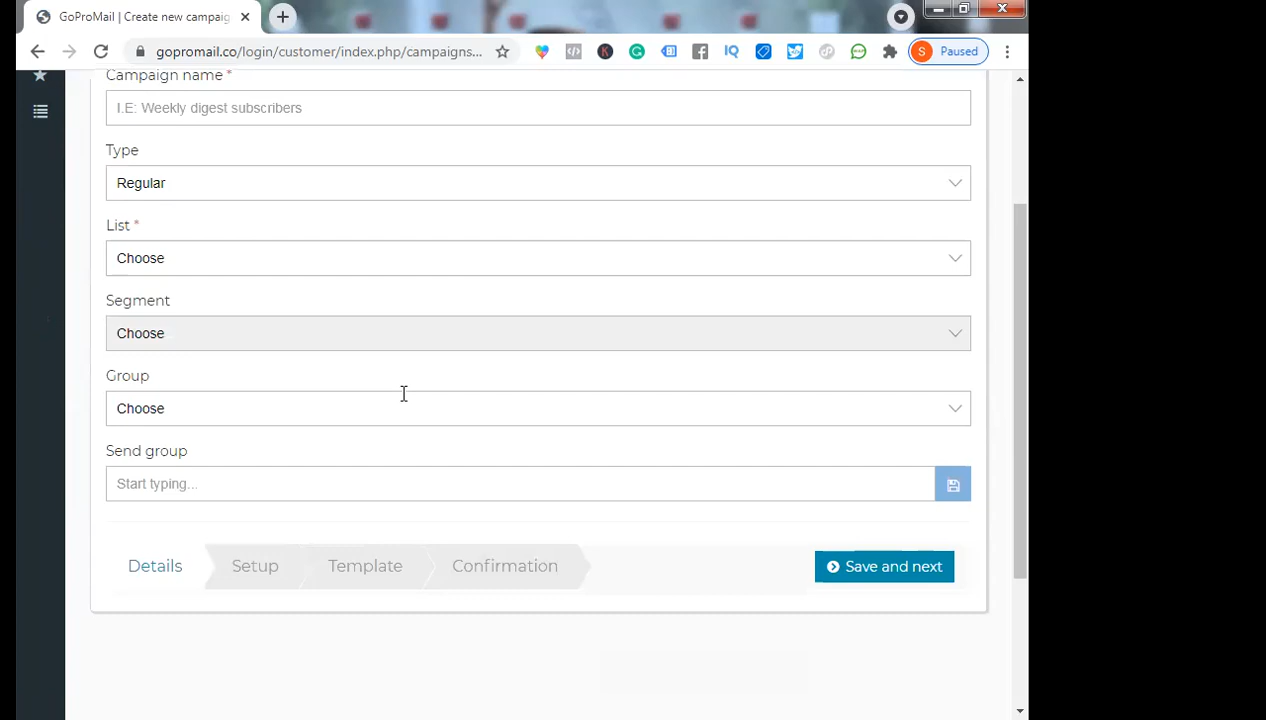 GoProMail | Create new campaig
gopromail.co/login/customer/index.php/campaigns...
S Paused
Campaign name *
I.E: Weekly digest subscribers
Type
Regular
List *
Choose
Segment
Choose
Group
Choose
Send group
Start typing...
Details Setup Template Confirmation Save and next